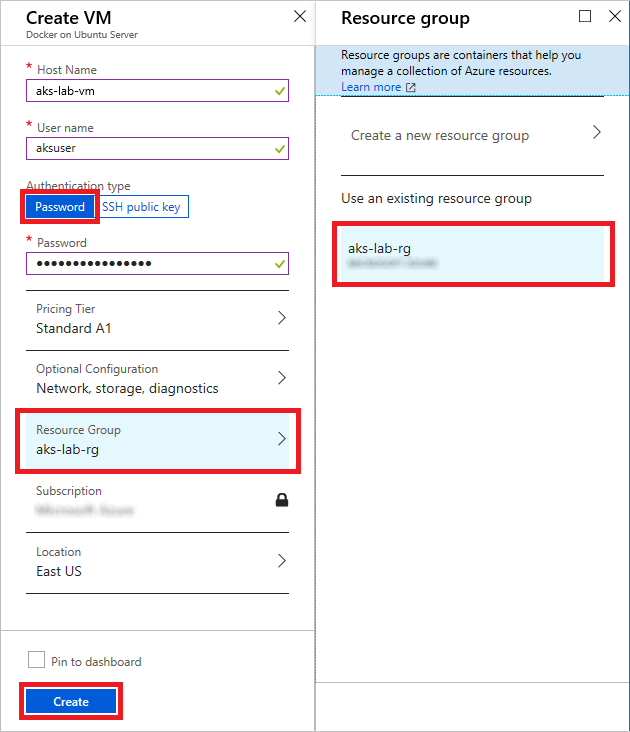 Create VM
Docker on Ubuntu Server
* Host Name
aks-lab-vm
* User name
aksuser
Authentication type
Password
SSH public key
* Password
••••••••••••••••
Pricing Tier
Standard A1
Optional Configuration
Network, storage, diagnostics
Resource Group
aks-lab-rg
Subscription
Location
East US
Pin to dashboard
Create
Resource group
Resource groups are containers that help you
manage a collection of Azure resources.
Learn more
Create a new resource group
Use an existing resource group
aks-lab-rg